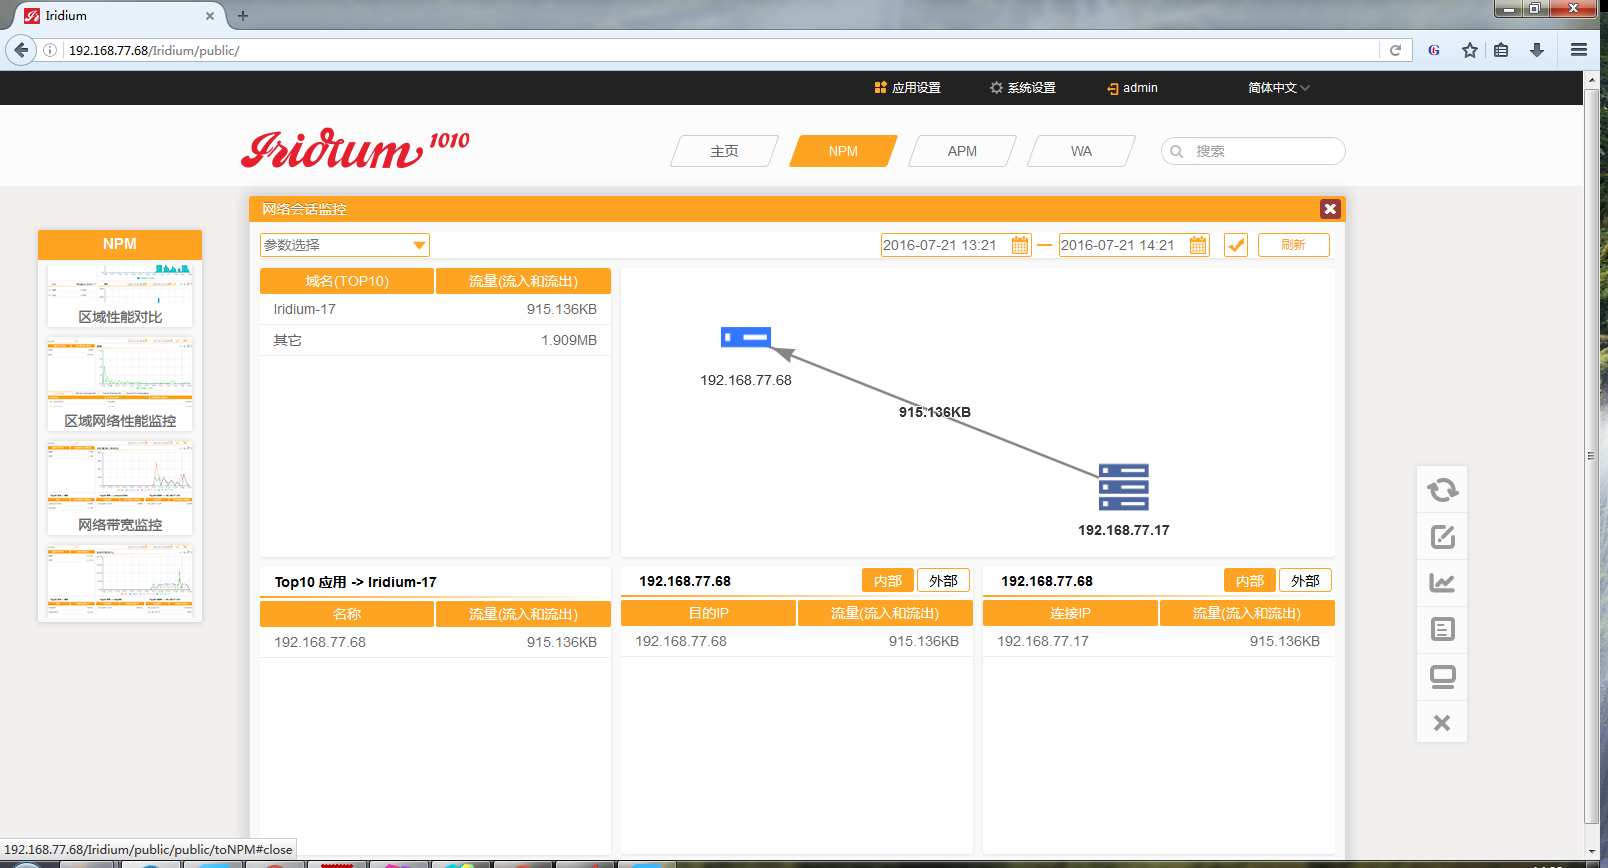 Iridium
192.168.77.68/Iridium/public/
应用设置
系统设置
admin
简体中文
Iridium 1010
主页
NPM
APM
WA
搜索
NPM
区域性能对比
区域网络性能监控
网络带宽监控
网络会话监控
参数选择
2016-07-21 13:21
2016-07-21 14:21
刷新
域名(TOP10) 流量(流入和流出)
Iridium-17 915.136KB
其它 1.909MB
192.168.77.68
915.136KB
192.168.77.17
Top10 应用 -> Iridium-17
名称 流量(流入和流出)
192.168.77.68 915.136KB
192.168.77.68 内部 外部
目的IP 流量(流入和流出)
192.168.77.68 915.136KB
192.168.77.68 内部 外部
连接IP 流量(流入和流出)
192.168.77.17 915.136KB
192.168.77.68/Iridium/public/public/toNPM#close